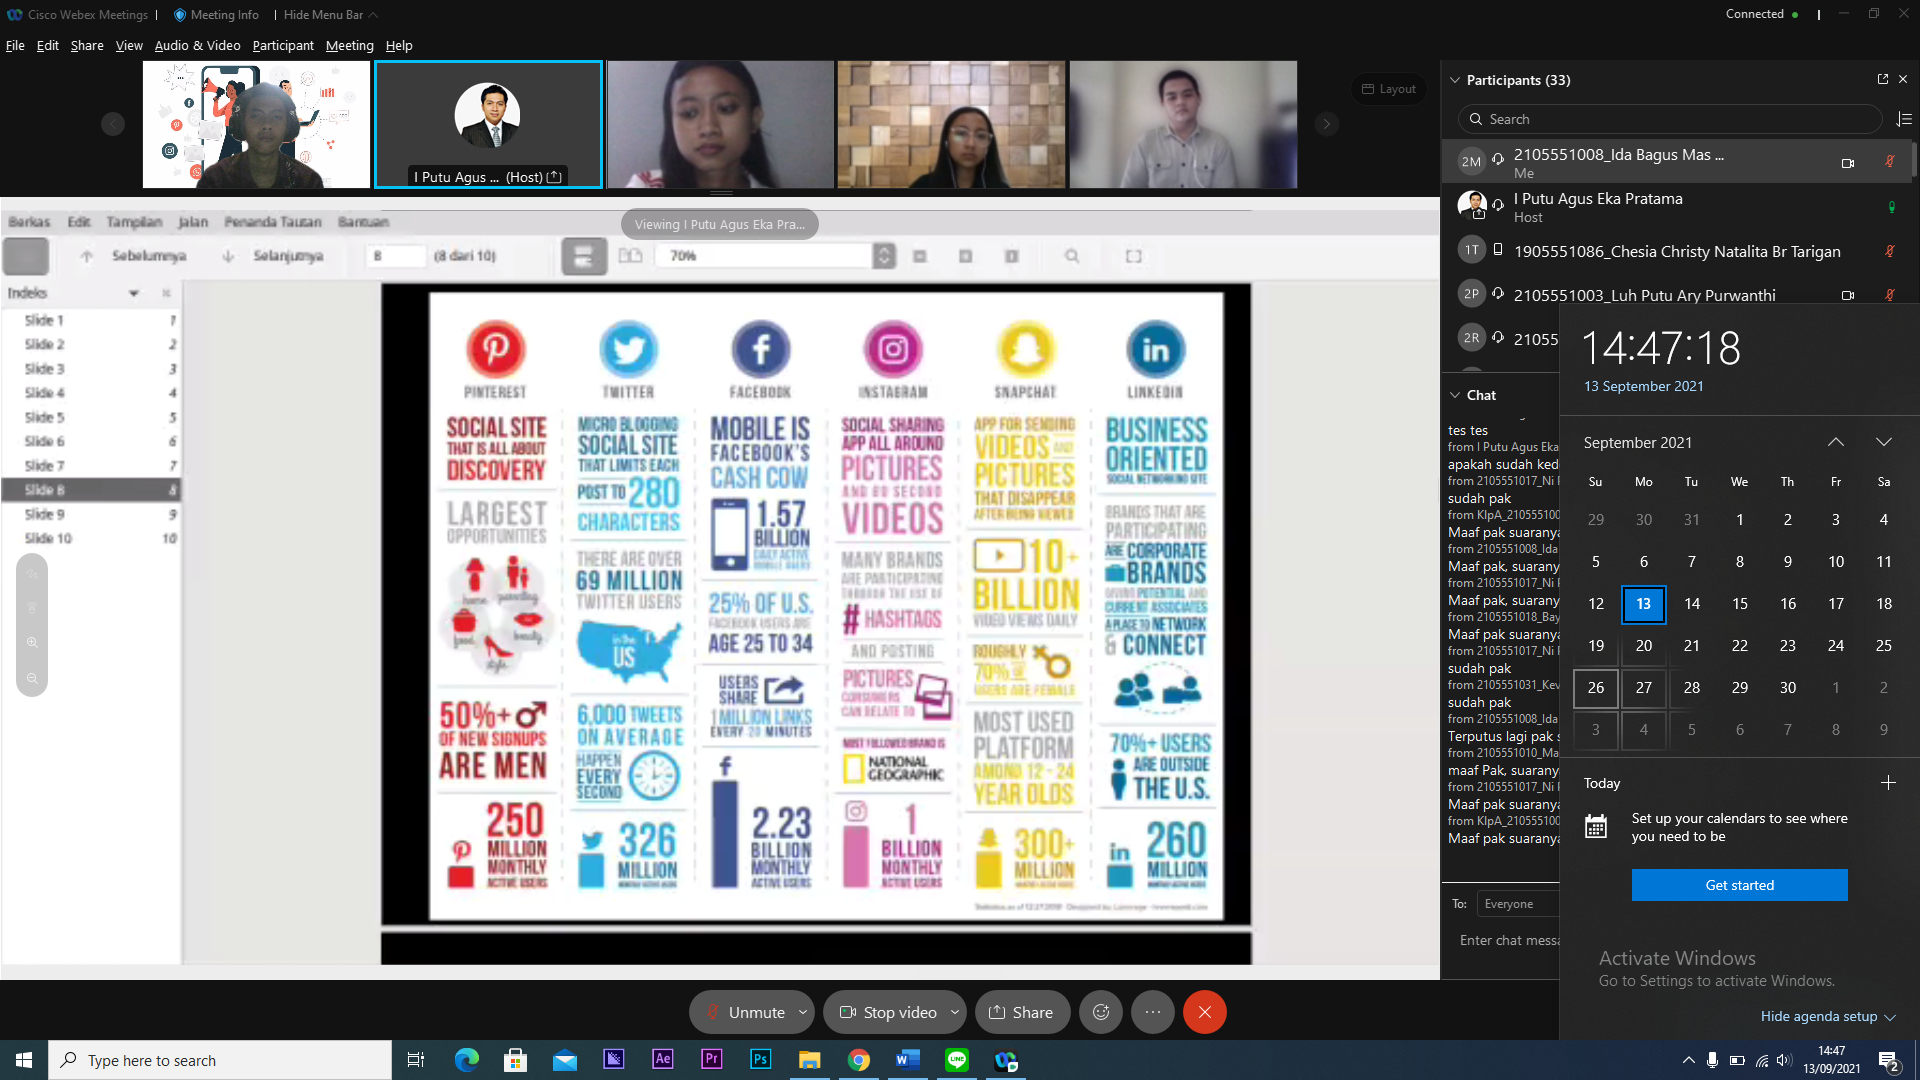 Cisco Webex Meetings
Meeting Info
Hide Menu Bar
Connected
File Edit Share View Audio & Video Participant Meeting Help
I Putu Agus ... (Host)
Layout
Berkas Edit Tampilan Jalan Penanda Tautan Bantuan
Viewing I Putu Agus Eka Pra...
Sebelumnya Selanjutnya 8 (8 dari 10) 70%
Indeks
Slide 1 1
Slide 2 2
Slide 3 3
Slide 4 4
Slide 5 5
Slide 6 6
Slide 7 7
Slide 8 8
Slide 9 9
Slide 10 10
PINTEREST
SOCIAL SITE
THAT IS ALL ABOUT
DISCOVERY
LARGEST
OPPORTUNITIES
home
parenting
food
beauty
style
50%+
OF NEW SIGNUPS
ARE MEN
250
MILLION
MONTHLY
ACTIVE USERS
TWITTER
MICRO BLOGGING
SOCIAL SITE
THAT LIMITS EACH
POST TO 280
CHARACTERS
THERE ARE OVER
69 MILLION
TWITTER USERS
in the
US
6,000 TWEETS
ON AVERAGE
HAPPEN
EVERY
SECOND
326
MILLION
MONTHLY ACTIVE USERS
FACEBOOK
MOBILE IS
FACEBOOK'S
CASH COW
1.57
BILLION
DAILY ACTIVE
MOBILE USERS
25% OF U.S.
FACEBOOK USERS ARE
AGE 25 TO 34
USERS
SHARE
1 MILLION LINKS
EVERY 20 MINUTES
2.23
BILLION
MONTHLY
ACTIVE USERS
INSTAGRAM
SOCIAL SHARING
APP ALL AROUND
PICTURES
AND 60 SECOND
VIDEOS
MANY BRANDS
ARE PARTICIPATING
THROUGH THE USE OF
# HASHTAGS
AND POSTING
PICTURES
CONSUMERS
CAN RELATE TO
MOST FOLLOWED BRAND IS
NATIONAL
GEOGRAPHIC
1
BILLION
MONTHLY
ACTIVE USERS
SNAPCHAT
APP FOR SENDING
VIDEOS AND
PICTURES
THAT DISAPPEAR
AFTER BEING VIEWED
10+
BILLION
VIDEO VIEWS DAILY
ROUGHLY
70% OF
USERS ARE FEMALE
MOST USED
PLATFORM
AMONG 12 - 24
YEAR OLDS
300+
MILLION
MONTHLY ACTIVE USERS
LINKEDIN
BUSINESS
ORIENTED
SOCIAL NETWORKING SITE
BRANDS THAT ARE
PARTICIPATING
ARE CORPORATE
BRANDS
GIVING POTENTIAL AND
CURRENT ASSOCIATES
A PLACE TO NETWORK
& CONNECT
70%+ USERS
ARE OUTSIDE
THE U.S.
260
MILLION
MONTHLY ACTIVE USERS
Participants (33)
Search
2M 2105551008_Ida Bagus Mas ...
Me
I Putu Agus Eka Pratama
Host
1T 1905551086_Chesia Christy Natalita Br Tarigan
2P 2105551003_Luh Putu Ary Purwanthi
2R 21055
Chat
tes tes
from I Putu Agus Eka
apakah sudah ked
from 2105551017_Ni
sudah pak
from KlpA_210555100
Maaf pak, suarany
from 2105551008_Ida
Maaf pak, suarany
from 2105551017_Ni
Maaf pak, suarany
from 2105551018_Bay
Maaf pak suaranya
from 2105551017_Ni
sudah pak
from 2105551031_Kev
sudah pak
from 2105551008_Ida
Terputus lagi pak s
from 2105551010_Ma
maaf Pak, suarany
from 2105551017_Ni
Maaf pak suaranya
from KlpA_210555100
Maaf pak suaranya
To: Everyone
Enter chat messa
14:47:18
13 September 2021
September 2021
Su Mo Tu We Th Fr Sa
29 30 31 1 2 3 4
5 6 7 8 9 10 11
12 13 14 15 16 17 18
19 20 21 22 23 24 25
26 27 28 29 30 1 2
3 4 5 6 7 8 9
Today
Set up your calendars to see where
you need to be
Get started
Activate Windows
Go to Settings to activate Windows.
Hide agenda setup
Unmute
Stop video
Share
Type here to search
Ae
Pr
Ps
LINE
14:47
13/09/2021
2